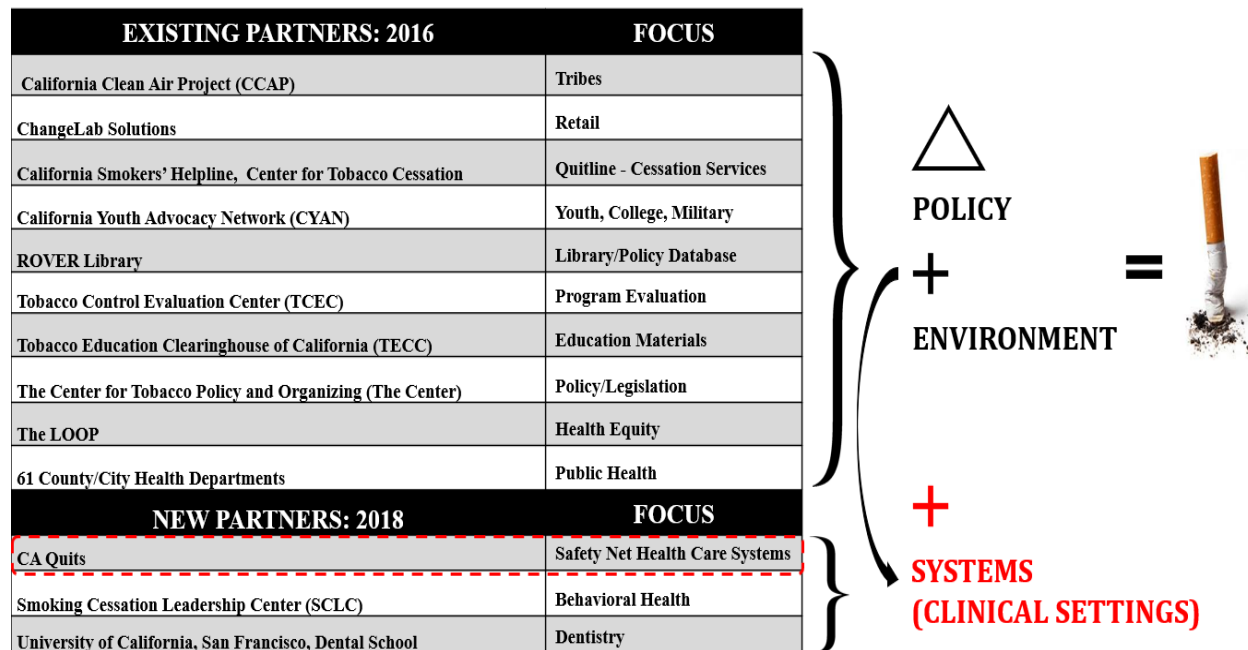 EXISTING PARTNERS: 2016 FOCUS
California Clean Air Project (CCAP) Tribes
ChangeLab Solutions Retail
California Smokers’ Helpline, Center for Tobacco Cessation Quitline - Cessation Services
California Youth Advocacy Network (CYAN) Youth, College, Military
ROVER Library Library/Policy Database
Tobacco Control Evaluation Center (TCEC) Program Evaluation
Tobacco Education Clearinghouse of California (TECC) Education Materials
The Center for Tobacco Policy and Organizing (The Center) Policy/Legislation
The LOOP Health Equity
61 County/City Health Departments Public Health
NEW PARTNERS: 2018 FOCUS
CA Quits Safety Net Health Care Systems
Smoking Cessation Leadership Center (SCLC) Behavioral Health
University of California, San Francisco, Dental School Dentistry
POLICY
+
ENVIRONMENT
=
+
SYSTEMS
(CLINICAL SETTINGS)